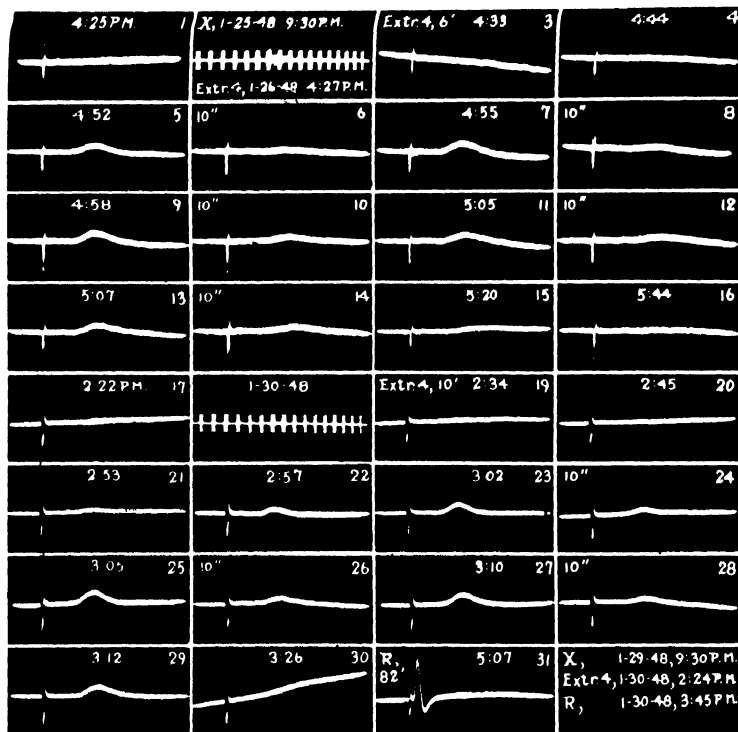 4:25 P.M. 1
X, 1-25-48 9:30 P.M.
Extr. 4, 1-26-48 4:27 P.M.
Extr. 4, 6' 4:33 3
4:44 4
4:52 5
10" 6
4:55 7
10" 8
4:58 9
10" 10
5:05 11
10" 12
5:07 13
10" 14
5:20 15
5:44 16
2:22 P.M. 17
1-30-48
Extr. 4, 10' 2:34 19
2:45 20
2:53 21
2:57 22
3:02 23
10" 24
3:05 25
10" 26
3:10 27
10" 28
3:12 29
3:26 30
R, 5:07 31
82'
X, 1-29-48, 9:30 P.M.
Extr. 4, 1-30-48, 2:24 P.M.
R, 1-30-48, 3:45 P.M.